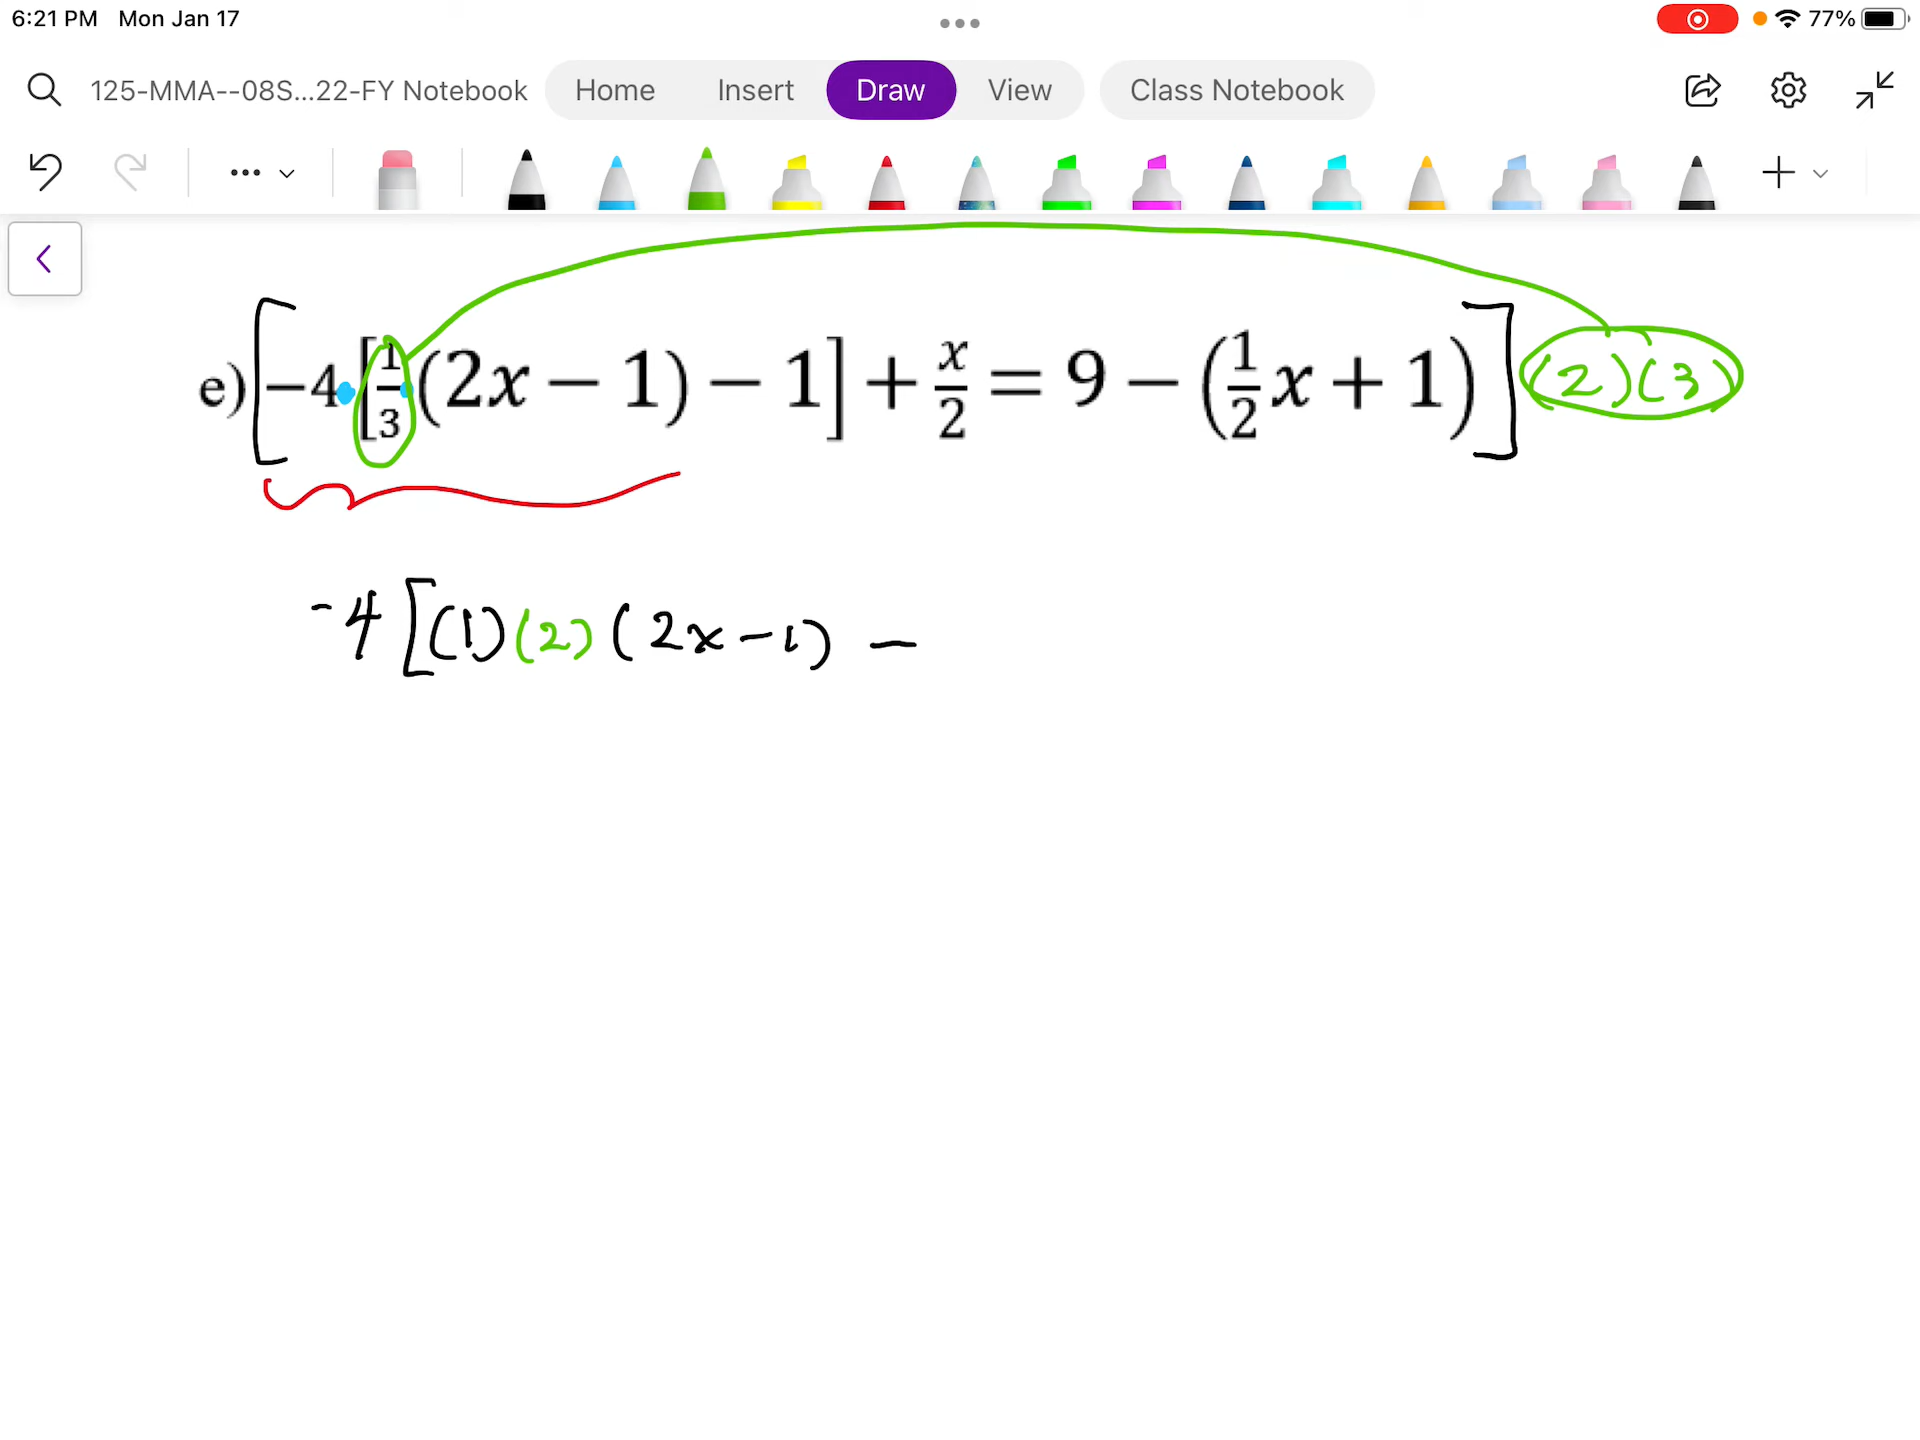 6:21 PM Mon Jan 17 77%
125-MMA--08S...22-FY Notebook Home Insert Draw View Class Notebook
e) [−4·[1/3·(2x − 1) − 1] + x/2 = 9 − (1/2x + 1)] (2)(3)
-4[(1)(2)(2x-1) -